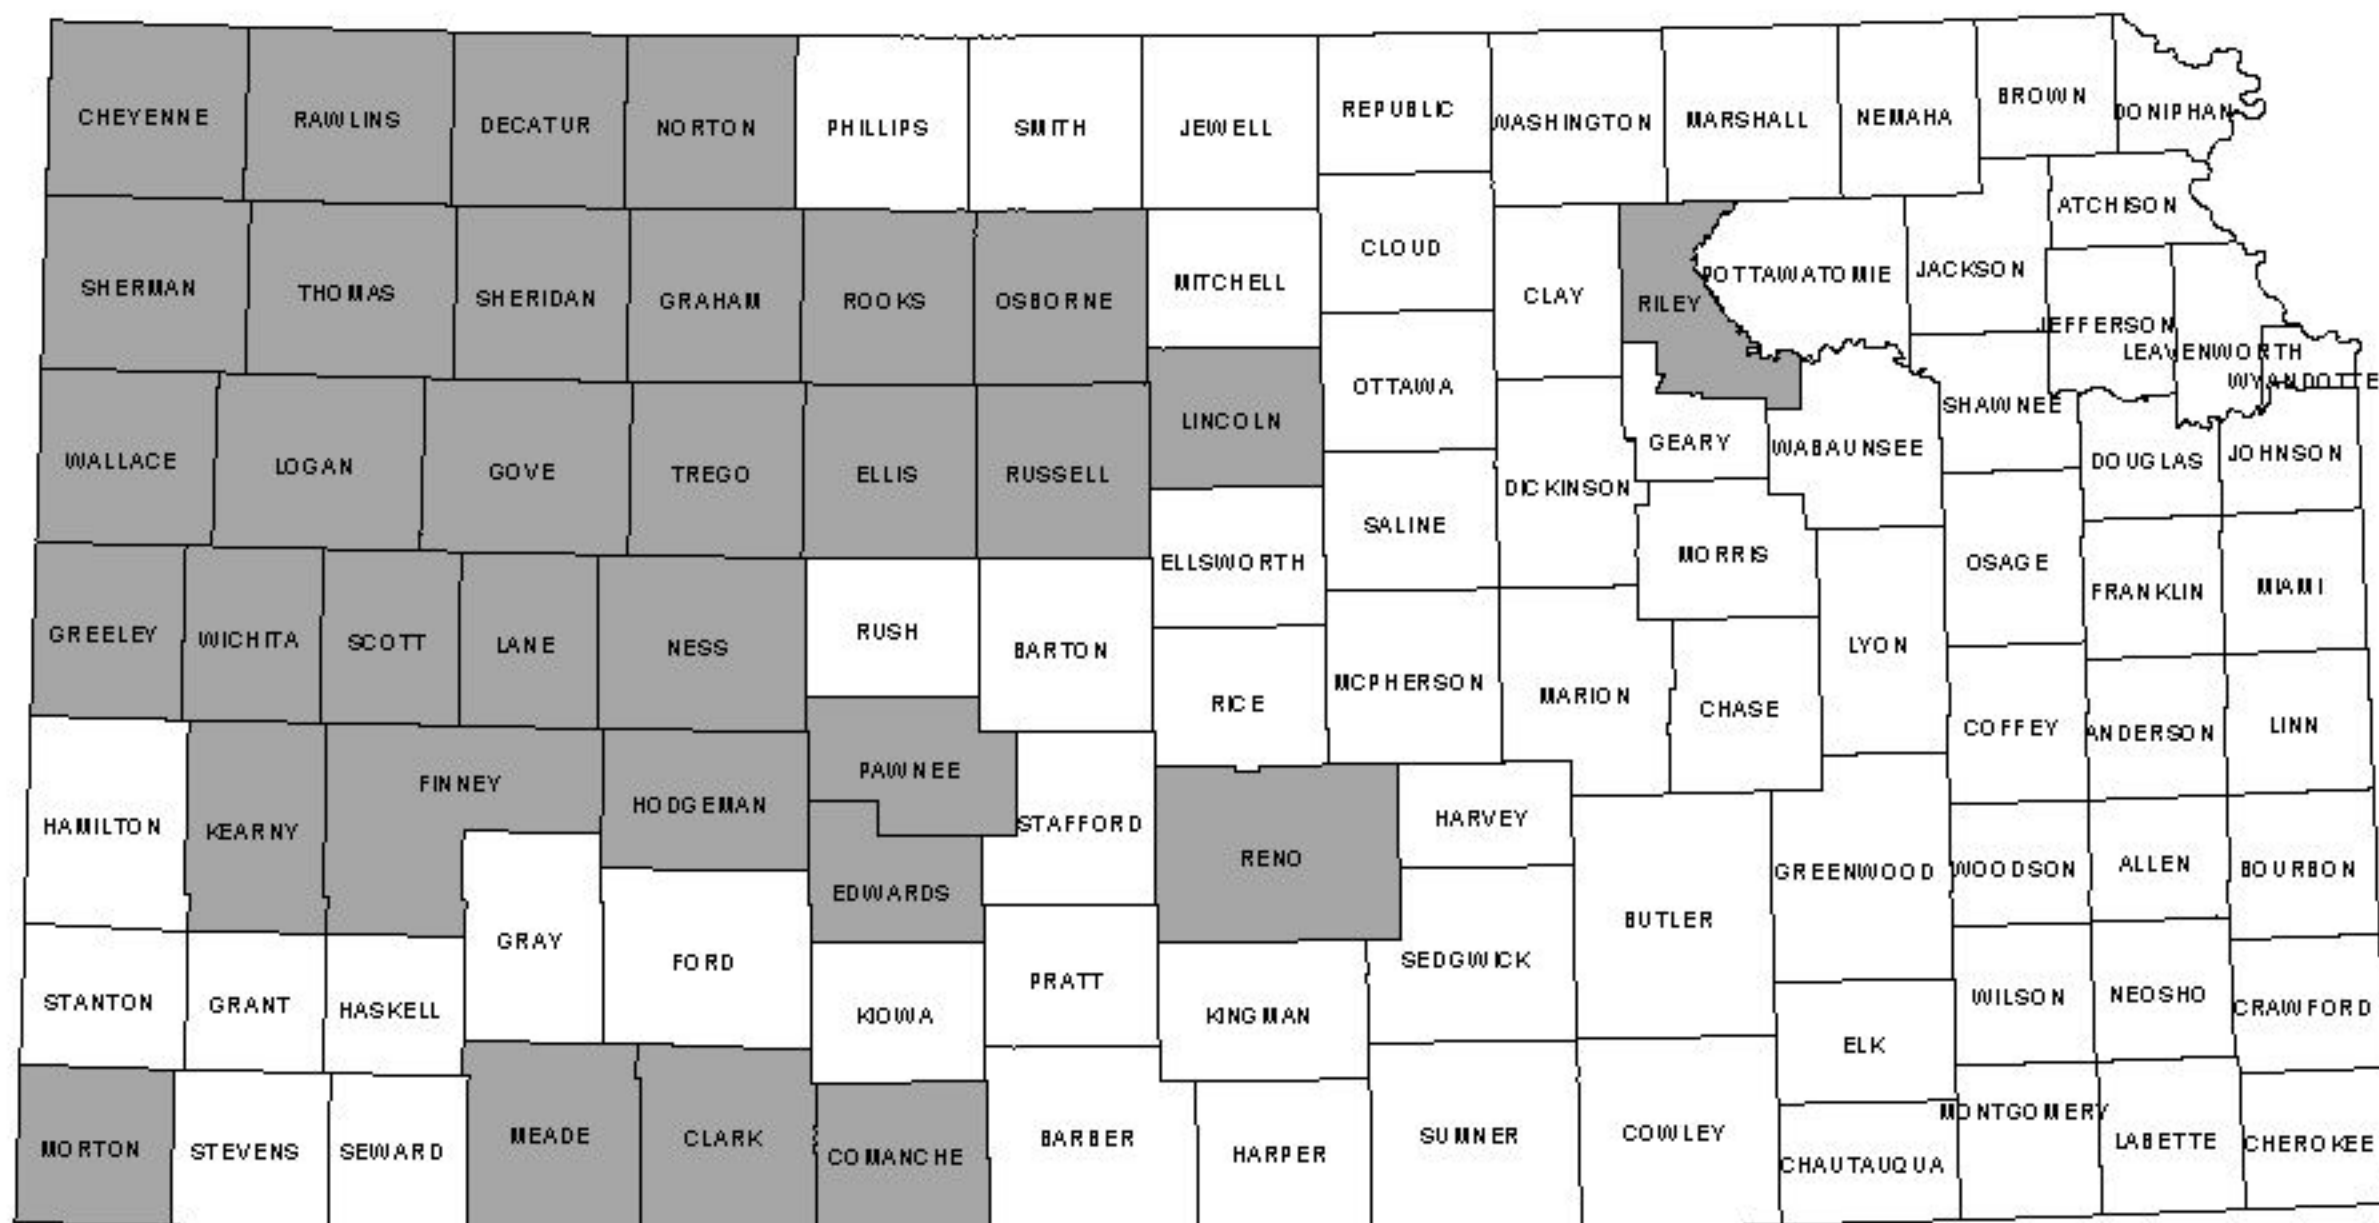 CHEYENNE
RAWLINS
DECATUR
NORTON
PHILLIPS
SMITH
JEWELL
REPUBLIC
WASHINGTON
MARSHALL
NEMAHA
BROWN
DONIPHAN
SHERMAN
THOMAS
SHERIDAN
GRAHAM
ROOKS
OSBORNE
MITCHELL
CLOUD
CLAY
RILEY
POTTAWATOMIE
JACKSON
ATCHISON
JEFFERSON
LEAVENWORTH
WYANDOTTE
WALLACE
LOGAN
GOVE
TREGO
ELLIS
RUSSELL
LINCOLN
OTTAWA
DICKINSON
GEARY
WABAUNSEE
SHAWNEE
DOUGLAS
JOHNSON
GREELEY
WICHITA
SCOTT
LANE
NESS
RUSH
BARTON
ELLSWORTH
SALINE
MORRIS
LYON
OSAGE
FRANKLIN
MIAMI
HAMILTON
KEARNY
FINNEY
HODGEMAN
PAWNEE
STAFFORD
RICE
MCPHERSON
MARION
CHASE
COFFEY
ANDERSON
LINN
EDWARDS
RENO
HARVEY
GREENWOOD
WOODSON
ALLEN
BOURBON
STANTON
GRANT
HASKELL
GRAY
FORD
KIOWA
PRATT
KINGMAN
SEDGWICK
BUTLER
ELK
WILSON
NEOSHO
CRAWFORD
MORTON
STEVENS
SEWARD
MEADE
CLARK
COMANCHE
BARBER
HARPER
SUMNER
COWLEY
CHAUTAUQUA
MONTGOMERY
LABETTE
CHEROKEE